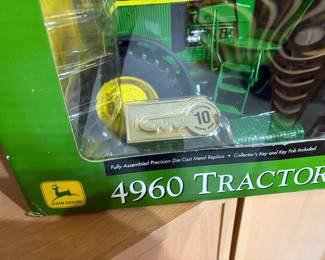 10
Fully Assembled Precision Die-Cast Metal Replica • Collector's Key and Key Fob Included
JOHN DEERE
4960 TRACTOR